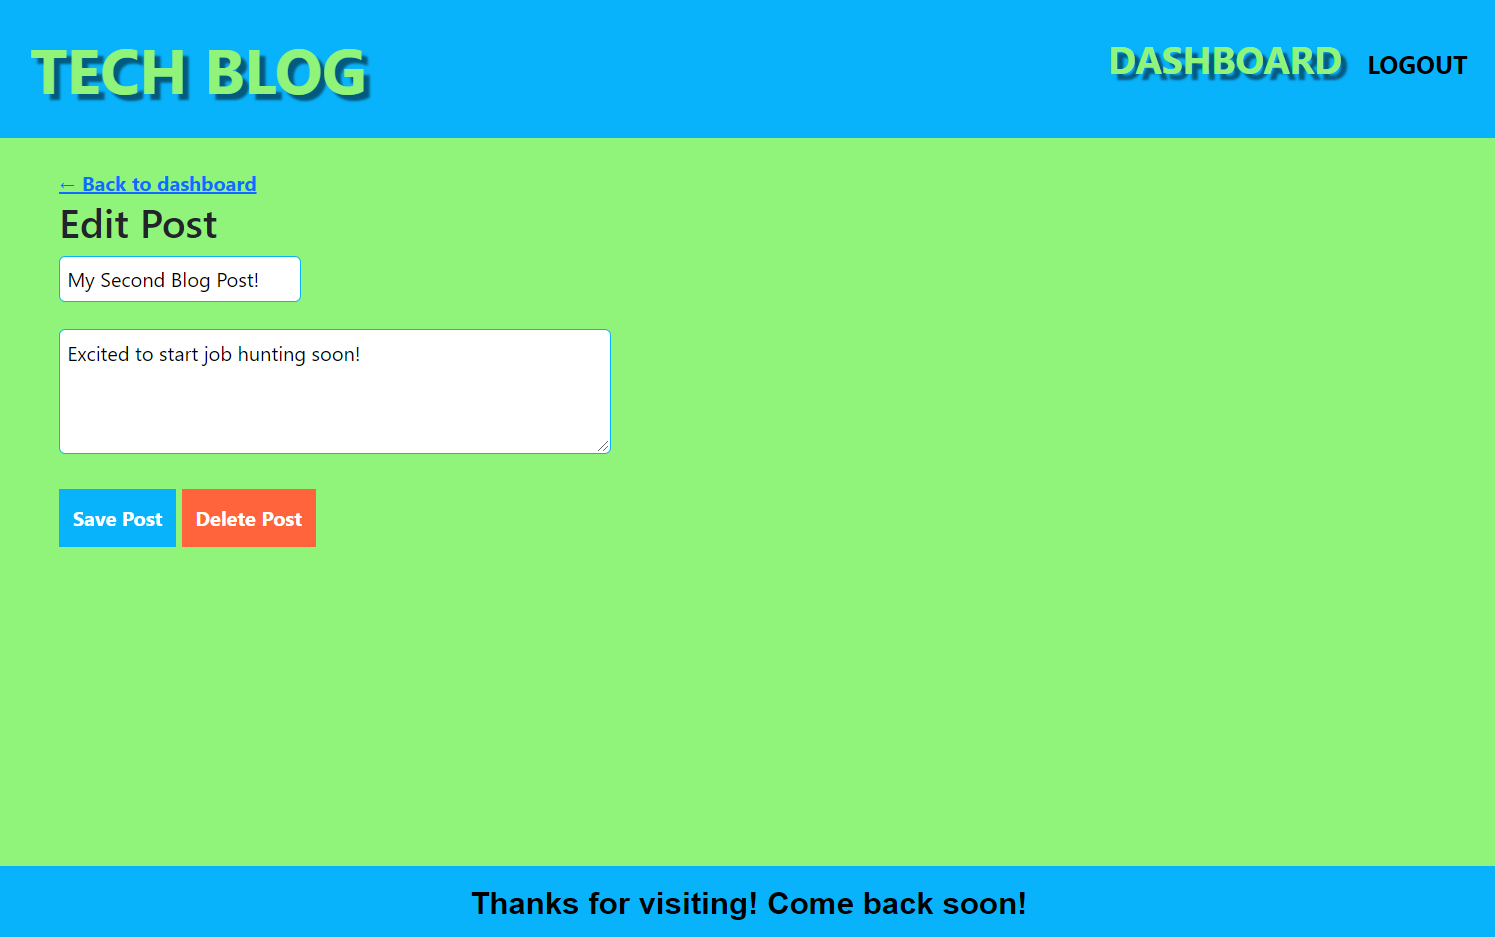 TECH BLOG
DASHBOARD LOGOUT
← Back to dashboard
Edit Post
My Second Blog Post!
Excited to start job hunting soon!
Save Post Delete Post
Thanks for visiting! Come back soon!